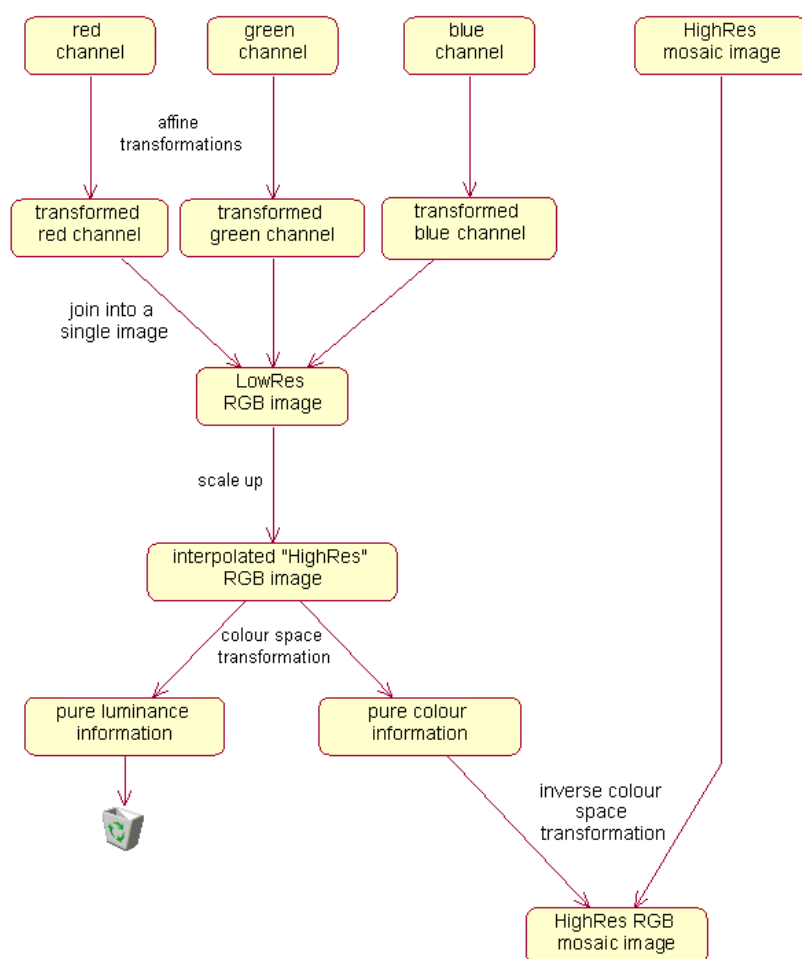 red
channel
green
channel
blue
channel
HighRes
mosaic image
affine
transformations
transformed
red channel
transformed
green channel
transformed
blue channel
join into a
single image
LowRes
RGB image
scale up
interpolated "HighRes"
RGB image
colour space
transformation
pure luminance
information
pure colour
information
inverse colour
space
transformation
HighRes RGB
mosaic image